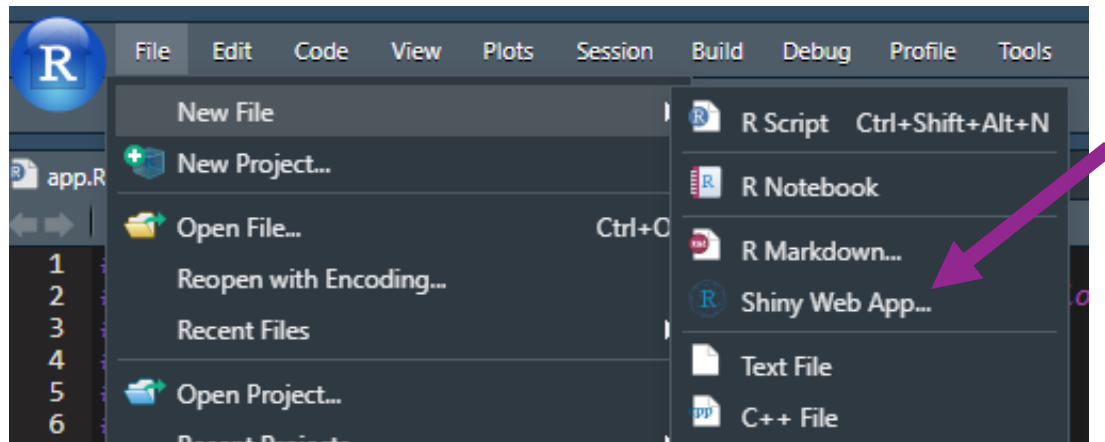 R File Edit Code View Plots Session Build Debug Profile Tools
New File
R Script Ctrl+Shift+Alt+N
New Project...
app.R
R Notebook
Open File... Ctrl+O
R Markdown...
1
Reopen with Encoding...
2
Shiny Web App...
3 Recent Files
4
Text File
5 Open Project...
6
C++ File
Recent Projects